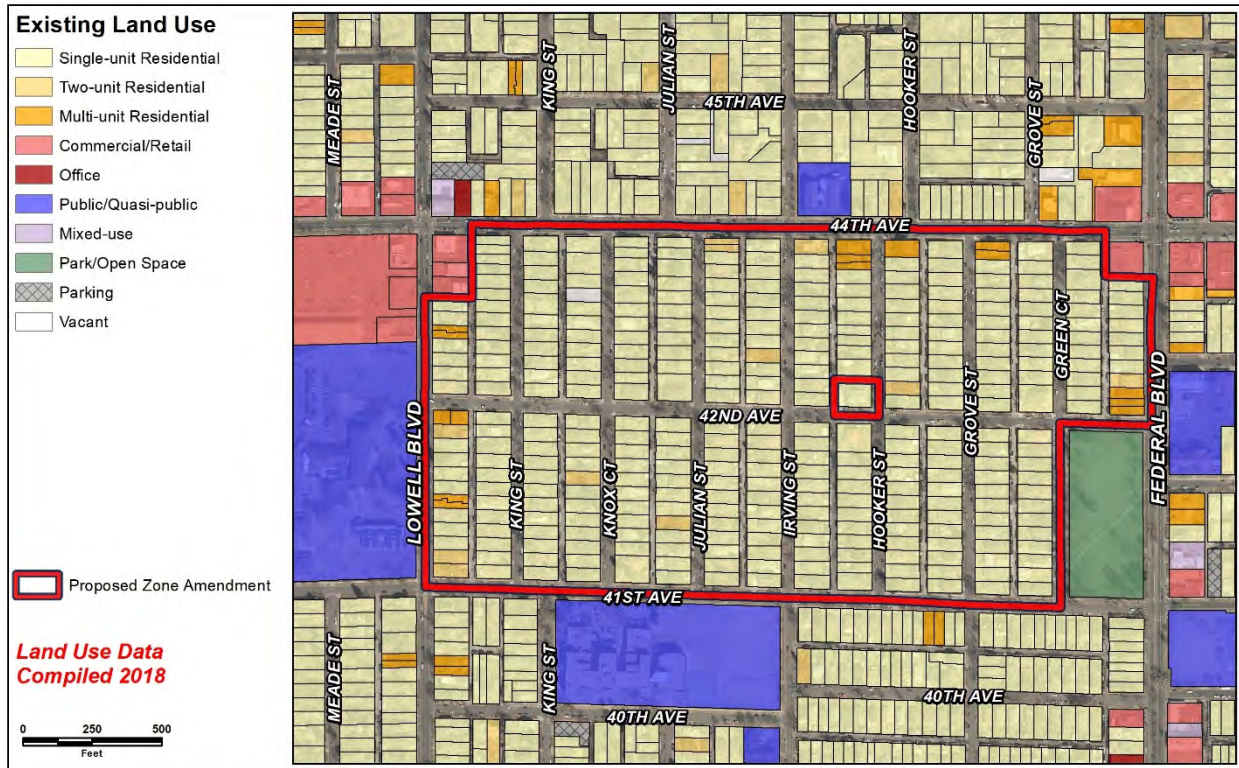 Existing Land Use
Single-unit Residential
Two-unit Residential
Multi-unit Residential
Commercial/Retail
Office
Public/Quasi-public
Mixed-use
Park/Open Space
Parking
Vacant
Proposed Zone Amendment
Land Use Data
Compiled 2018
0 250 500
Feet
MEADE ST
KING ST
JULIAN ST
HOOKER ST
GROVE ST
45TH AVE
44TH AVE
LOWELL BLVD
42ND AVE
GREEN CT
FEDERAL BLVD
KING ST
KNOX CT
JULIAN ST
IRVING ST
HOOKER ST
GROVE ST
41ST AVE
MEADE ST
KING ST
40TH AVE
40TH AVE